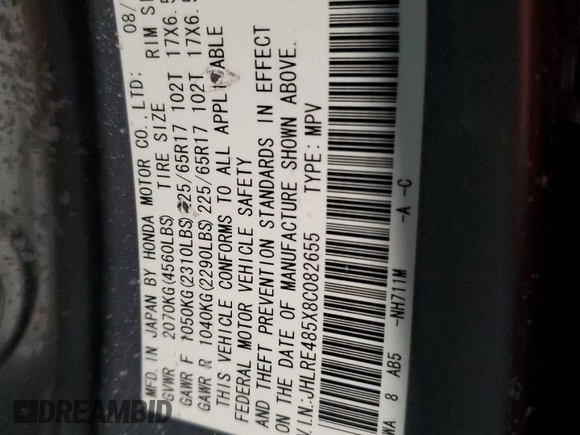 MFD. IN JAPAN BY HONDA MOTOR CO., LTD: 08/
GVWR 2070KG(4560LBS) TIRE SIZE RIM S
GAWR F 1050KG(2310LBS) 225/65R17 102T 17X6.5
GAWR R 1040KG(2290LBS) 225/65R17 102T 17X6.5
THIS VEHICLE CONFORMS TO ALL APPLICABLE
FEDERAL MOTOR VEHICLE SAFETY
AND THEFT PREVENTION STANDARDS IN EFFECT
ON THE DATE OF MANUFACTURE SHOWN ABOVE.
V.I.N.:JHLRE485X8C082655 TYPE: MPV
WA 8 AB5 -NH711M -A -C
DREAMBID